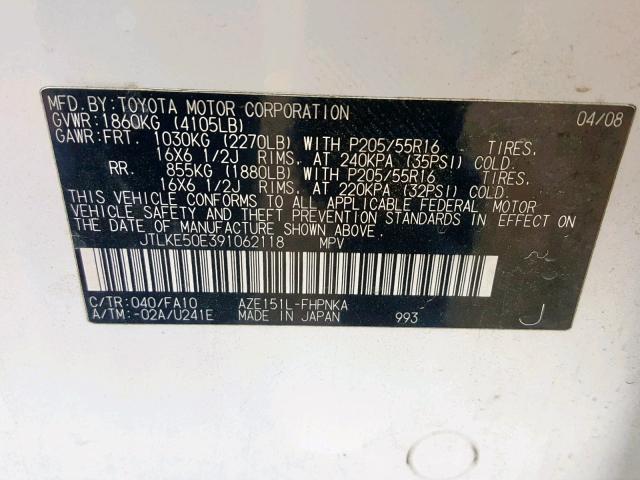 MFD. BY: TOYOTA MOTOR CORPORATION 04/08
GVWR: 1860KG (4105LB)
GAWR: FRT. 1030KG (2270LB) WITH P205/55R16 TIRES,
16X6 1/2J RIMS, AT 240KPA (35PSI) COLD.
RR. 855KG (1880LB) WITH P205/55R16 TIRES,
16X6 1/2J RIMS, AT 220KPA (32PSI) COLD.
THIS VEHICLE CONFORMS TO ALL APPLICABLE FEDERAL MOTOR
VEHICLE SAFETY AND THEFT PREVENTION STANDARDS IN EFFECT ON
THE DATE OF MANUFACTURE SHOWN ABOVE.
JTLKE50E391062118 MPV
C/TR: 040/FA10 AZE151L-FHPNKA
A/TM: -02A/U241E MADE IN JAPAN 993 J